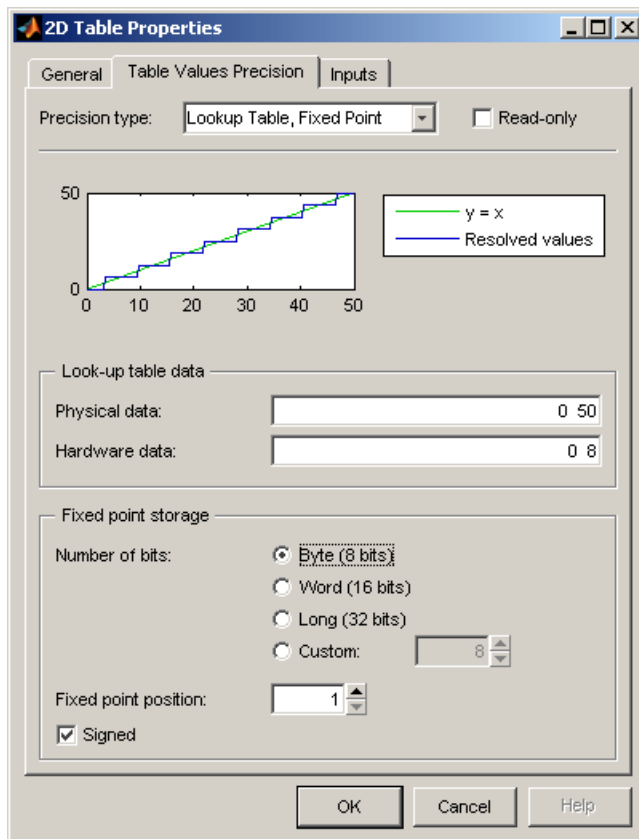 2D Table Properties
General Table Values Precision Inputs
Precision type: Lookup Table, Fixed Point Read-only
50
0
0 10 20 30 40 50
y = x
Resolved values
Look-up table data
Physical data: 0 50
Hardware data: 0 8
Fixed point storage
Number of bits: Byte (8 bits)
Word (16 bits)
Long (32 bits)
Custom: 8
Fixed point position: 1
Signed
OK Cancel Help